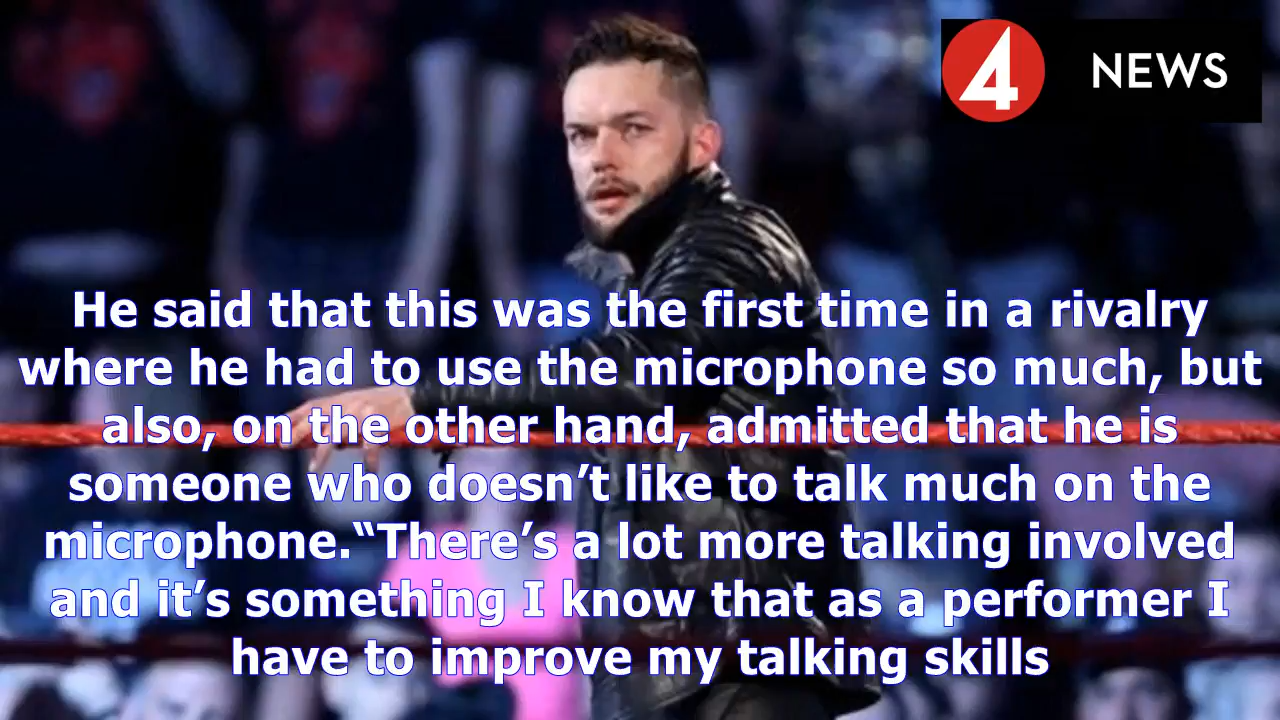 4 NEWS
He said that this was the first time in a rivalry
where he had to use the microphone so much, but
also, on the other hand, admitted that he is
someone who doesn’t like to talk much on the
microphone.“There’s a lot more talking involved
and it’s something I know that as a performer I
have to improve my talking skills